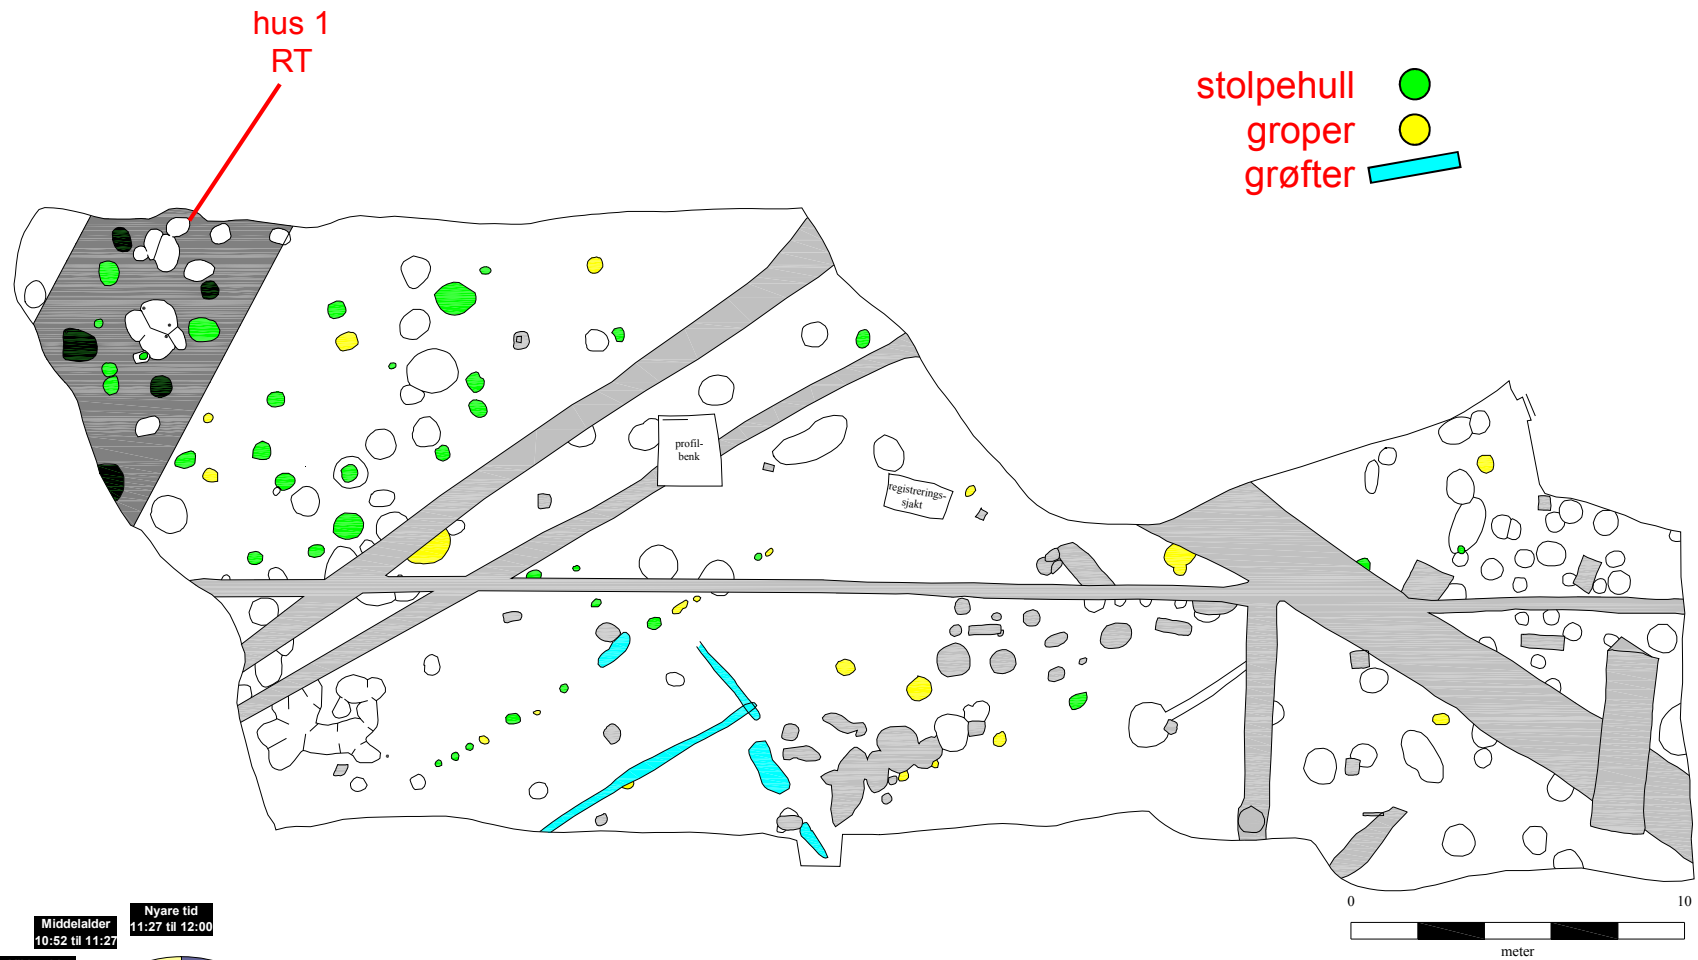 hus 1
RT
stolpehull
groper
grøfter
profil-
benk
registrerings-
sjakt
0 10
meter
Nyare tid
11:27 til 12:00
Middelalder
10:52 til 11:27